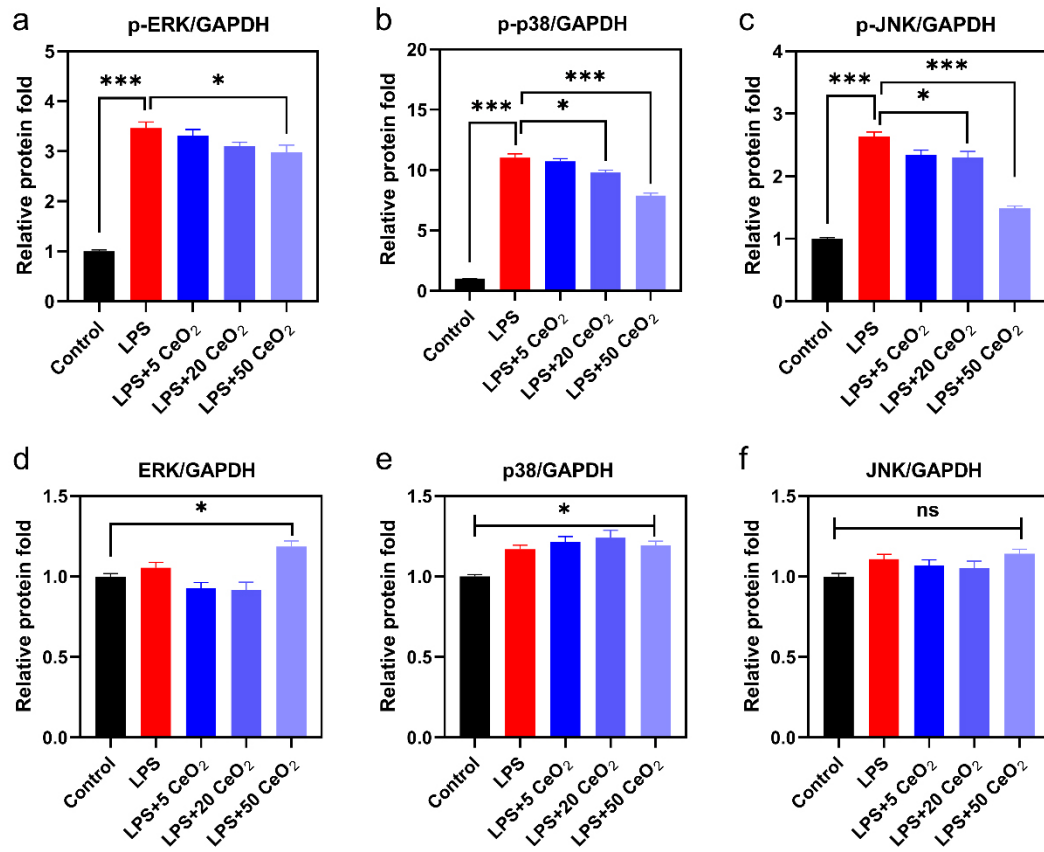 a
p-ERK/GAPDH
Relative protein fold
5
4
3
2
1
0
***
*
Control
LPS
LPS+5 CeO₂
LPS+20 CeO₂
LPS+50 CeO₂
b
p-p38/GAPDH
Relative protein fold
20
15
10
5
0
***
*
***
Control
LPS
LPS+5 CeO₂
LPS+20 CeO₂
LPS+50 CeO₂
c
p-JNK/GAPDH
Relative protein fold
4
3
2
1
0
***
***
*
Control
LPS
LPS+5 CeO₂
LPS+20 CeO₂
LPS+50 CeO₂
d
ERK/GAPDH
Relative protein fold
1.5
1.0
0.5
0.0
*
Control
LPS
LPS+5 CeO₂
LPS+20 CeO₂
LPS+50 CeO₂
e
p38/GAPDH
Relative protein fold
1.5
1.0
0.5
0.0
*
Control
LPS
LPS+5 CeO₂
LPS+20 CeO₂
LPS+50 CeO₂
f
JNK/GAPDH
Relative protein fold
1.5
1.0
0.5
0.0
ns
Control
LPS
LPS+5 CeO₂
LPS+20 CeO₂
LPS+50 CeO₂